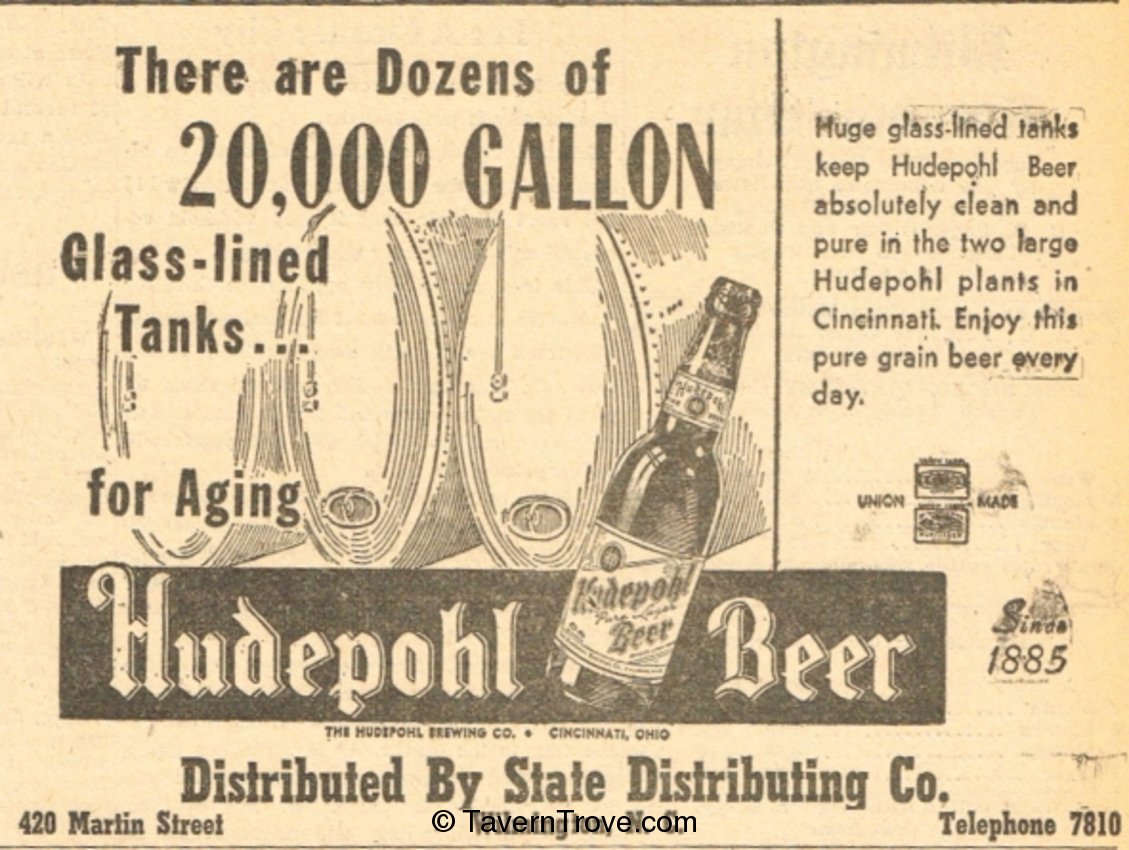 There are Dozens of
20,000 GALLON
Glass-lined
Tanks...
for Aging
Huge glass-lined tanks
keep Hudepohl Beer
absolutely clean and
pure in the two large
Hudepohl plants in
Cincinnati. Enjoy this
pure grain beer every
day.
UNION MADE
Since
1885
Hudepohl
Hudepohl
Beer
Hudepohl Beer
THE HUDEPOHL BREWING CO. • CINCINNATI, OHIO
Distributed By State Distributing Co.
420 Martin Street
Telephone 7810
© TavernTrove.com